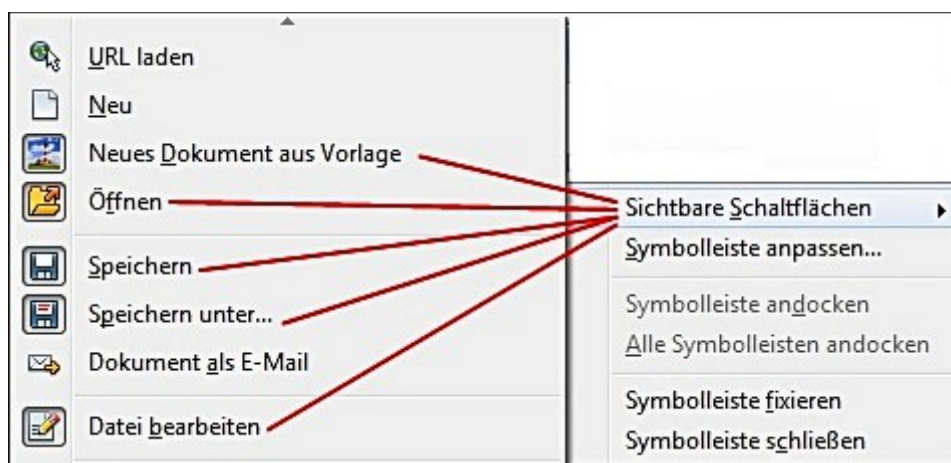 URL laden
Neu
Neues Dokument aus Vorlage
Öffnen
Speichern
Speichern unter...
Dokument als E-Mail
Datei bearbeiten
Sichtbare Schaltflächen
Symbolleiste anpassen...
Symbolleiste andocken
Alle Symbolleisten andocken
Symbolleiste fixieren
Symbolleiste schließen